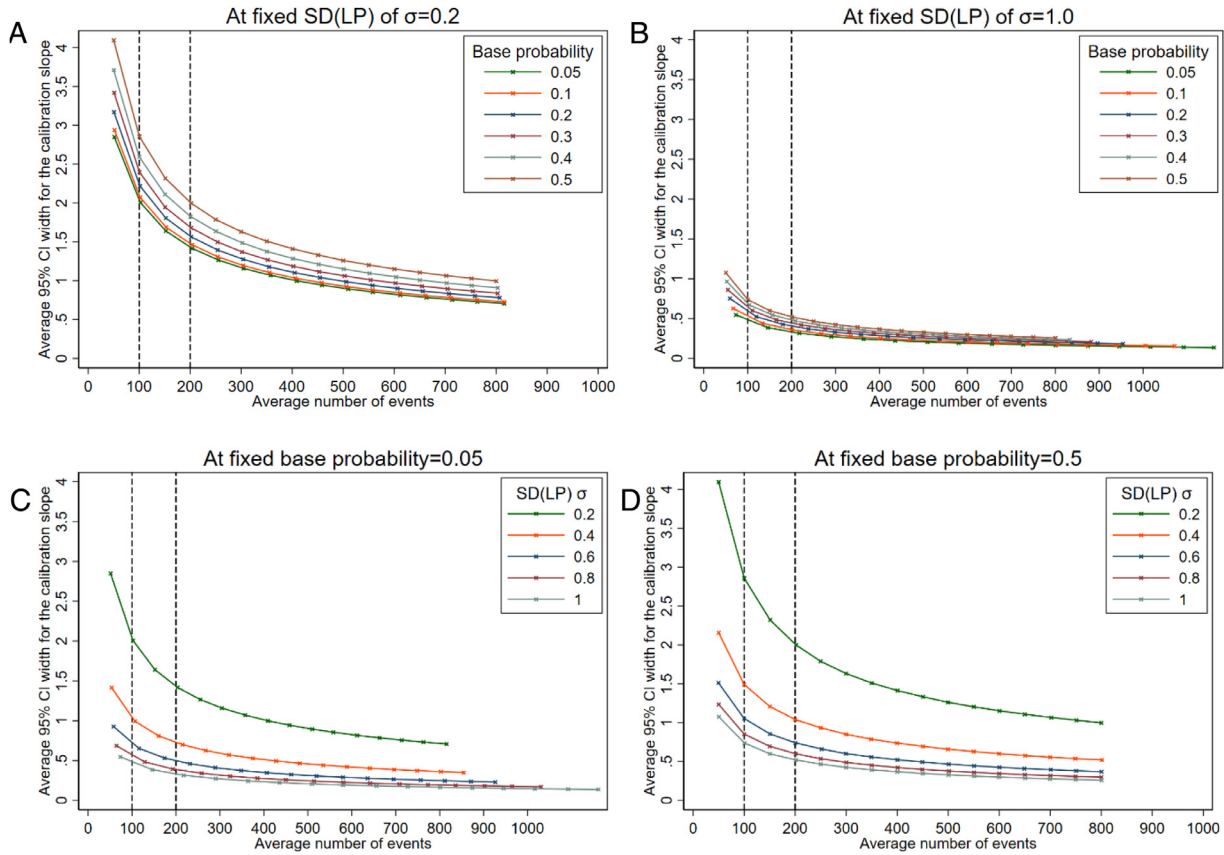 A
At fixed SD(LP) of σ=0.2
Average 95% CI width for the calibration slope
4
3.5
3
2.5
2
1.5
1
.5
0
Base probability
0.05
0.1
0.2
0.3
0.4
0.5
0 100 200 300 400 500 600 700 800 900 1000
Average number of events
B
At fixed SD(LP) of σ=1.0
Average 95% CI width for the calibration slope
4
3.5
3
2.5
2
1.5
1
.5
0
Base probability
0.05
0.1
0.2
0.3
0.4
0.5
0 100 200 300 400 500 600 700 800 900 1000
Average number of events
C
At fixed base probability=0.05
Average 95% CI width for the calibration slope
4
3.5
3
2.5
2
1.5
1
.5
0
SD(LP) σ
0.2
0.4
0.6
0.8
1
0 100 200 300 400 500 600 700 800 900 1000
Average number of events
D
At fixed base probability=0.5
Average 95% CI width for the calibration slope
4
3.5
3
2.5
2
1.5
1
.5
0
SD(LP) σ
0.2
0.4
0.6
0.8
1
0 100 200 300 400 500 600 700 800 900 1000
Average number of events